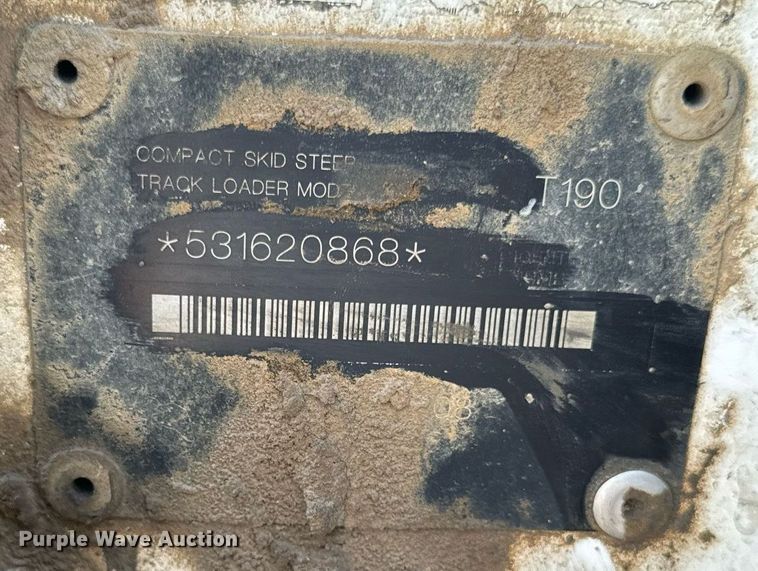 COMPACT SKID STEER
TRACK LOADER MOD
T190
*531620868*
Purple Wave Auction